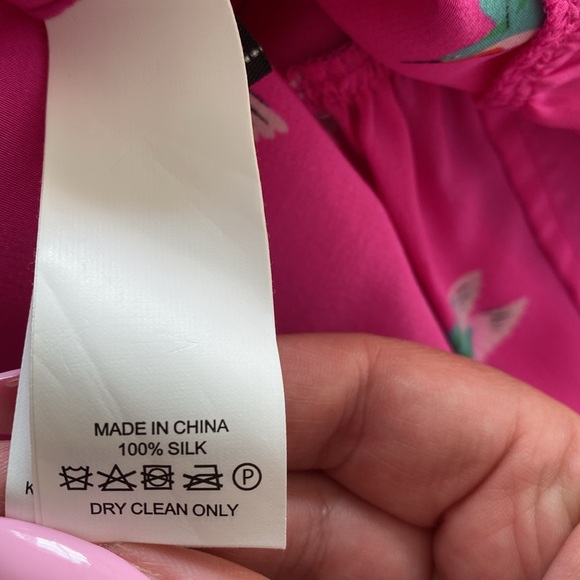 MADE IN CHINA
100% SILK
P
DRY CLEAN ONLY
K